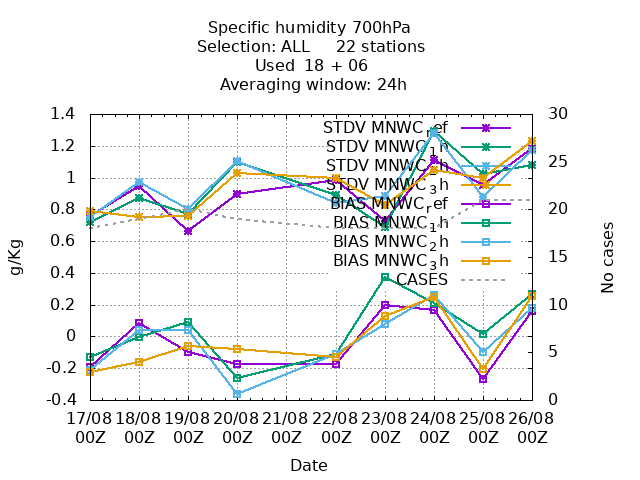 Specific humidity 700hPa
Selection: ALL     22 stations
Used  18 + 06
Averaging window: 24h
1.4
1.2
1
0.8
0.6
0.4
0.2
0
-0.2
-0.4
g/Kg
30
25
20
15
10
5
0
No cases
STDV MNWC_ref
STDV MNWC_1h
STDV MNWC_2h
STDV MNWC_3h
BIAS MNWC_ref
BIAS MNWC_1h
BIAS MNWC_2h
BIAS MNWC_3h
CASES
17/08 18/08 19/08 20/08 21/08 22/08 23/08 24/08 25/08 26/08
00Z 00Z 00Z 00Z 00Z 00Z 00Z 00Z 00Z 00Z
Date